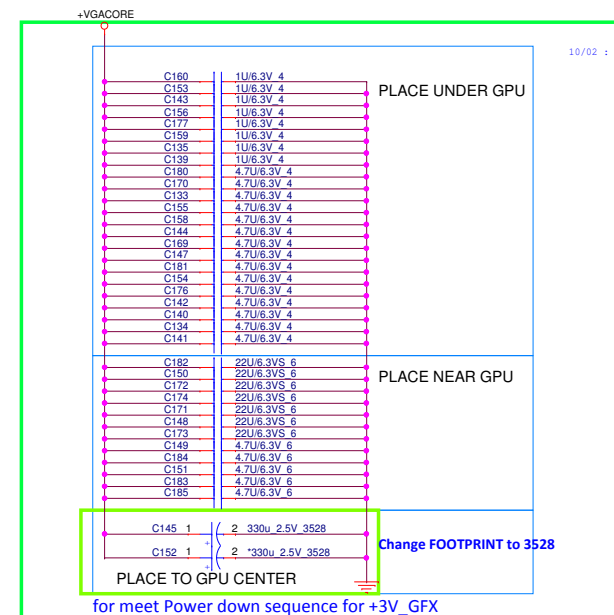 +VGACORE
10/02 :
C160 1U/6.3V_4
C153 1U/6.3V_4
PLACE UNDER GPU
C143 1U/6.3V_4
C156 1U/6.3V_4
C177 1U/6.3V_4
C159 1U/6.3V_4
C135 1U/6.3V_4
C139 1U/6.3V_4
C180 4.7U/6.3V_4
C170 4.7U/6.3V_4
C133 4.7U/6.3V_4
C155 4.7U/6.3V_4
C158 4.7U/6.3V_4
C144 4.7U/6.3V_4
C169 4.7U/6.3V_4
C147 4.7U/6.3V_4
C181 4.7U/6.3V_4
C154 4.7U/6.3V_4
C176 4.7U/6.3V_4
C142 4.7U/6.3V_4
C140 4.7U/6.3V_4
C134 4.7U/6.3V_4
C141 4.7U/6.3V_4
C182 22U/6.3VS_6
C150 22U/6.3VS_6
PLACE NEAR GPU
C172 22U/6.3VS_6
C174 22U/6.3VS_6
C171 22U/6.3VS_6
C148 22U/6.3VS_6
C173 22U/6.3VS_6
C149 4.7U/6.3V_6
C184 4.7U/6.3V_6
C151 4.7U/6.3V_6
C183 4.7U/6.3V_6
C185 4.7U/6.3V_6
C145 1 + 2 330u_2.5V_3528
Change FOOTPRINT to 3528
C152 1 + 2 *330u_2.5V_3528
PLACE TO GPU CENTER
for meet Power down sequence for +3V_GFX